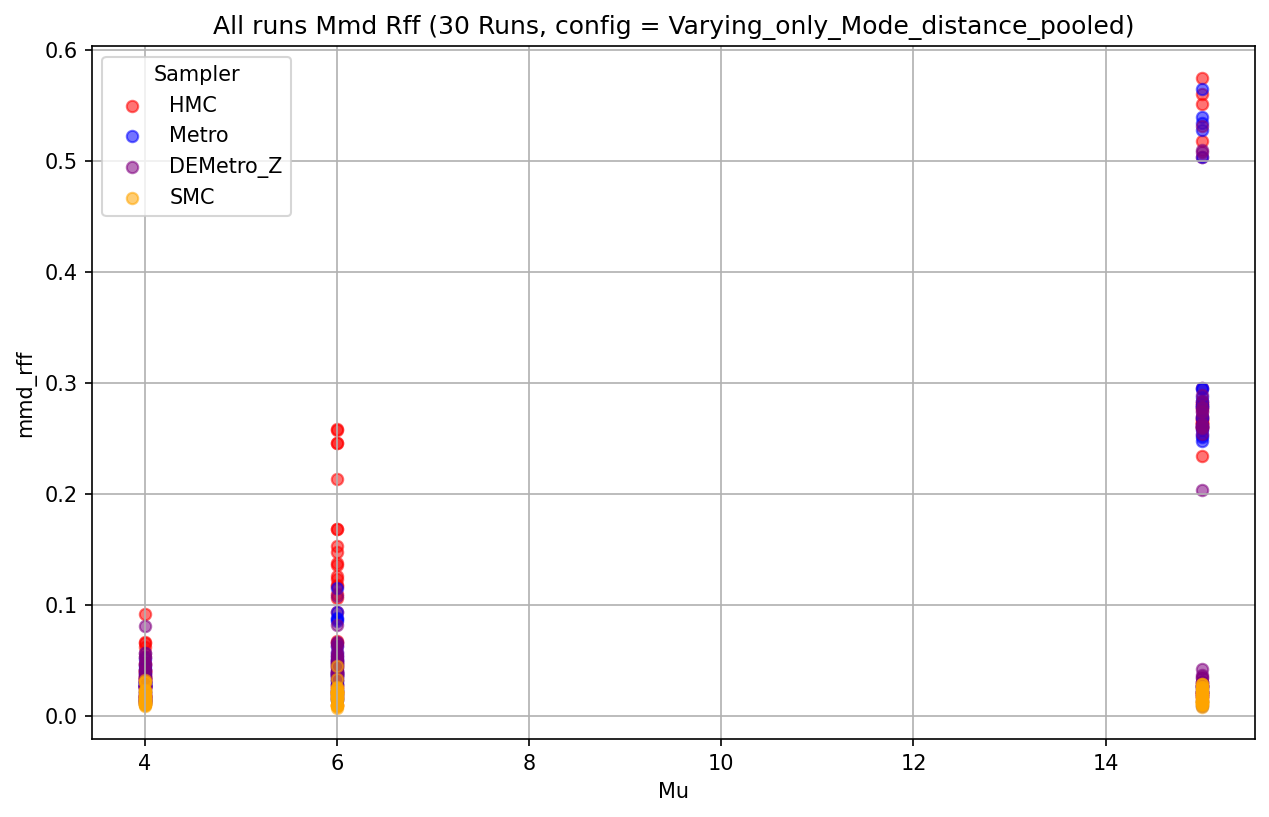 All runs Mmd Rff (30 Runs, config = Varying_only_Mode_distance_pooled)
Sampler
HMC
Metro
DEMetro_Z
SMC
mmd_rff
0.6
0.5
0.4
0.3
0.2
0.1
0.0
4
6
8
10
12
14
Mu